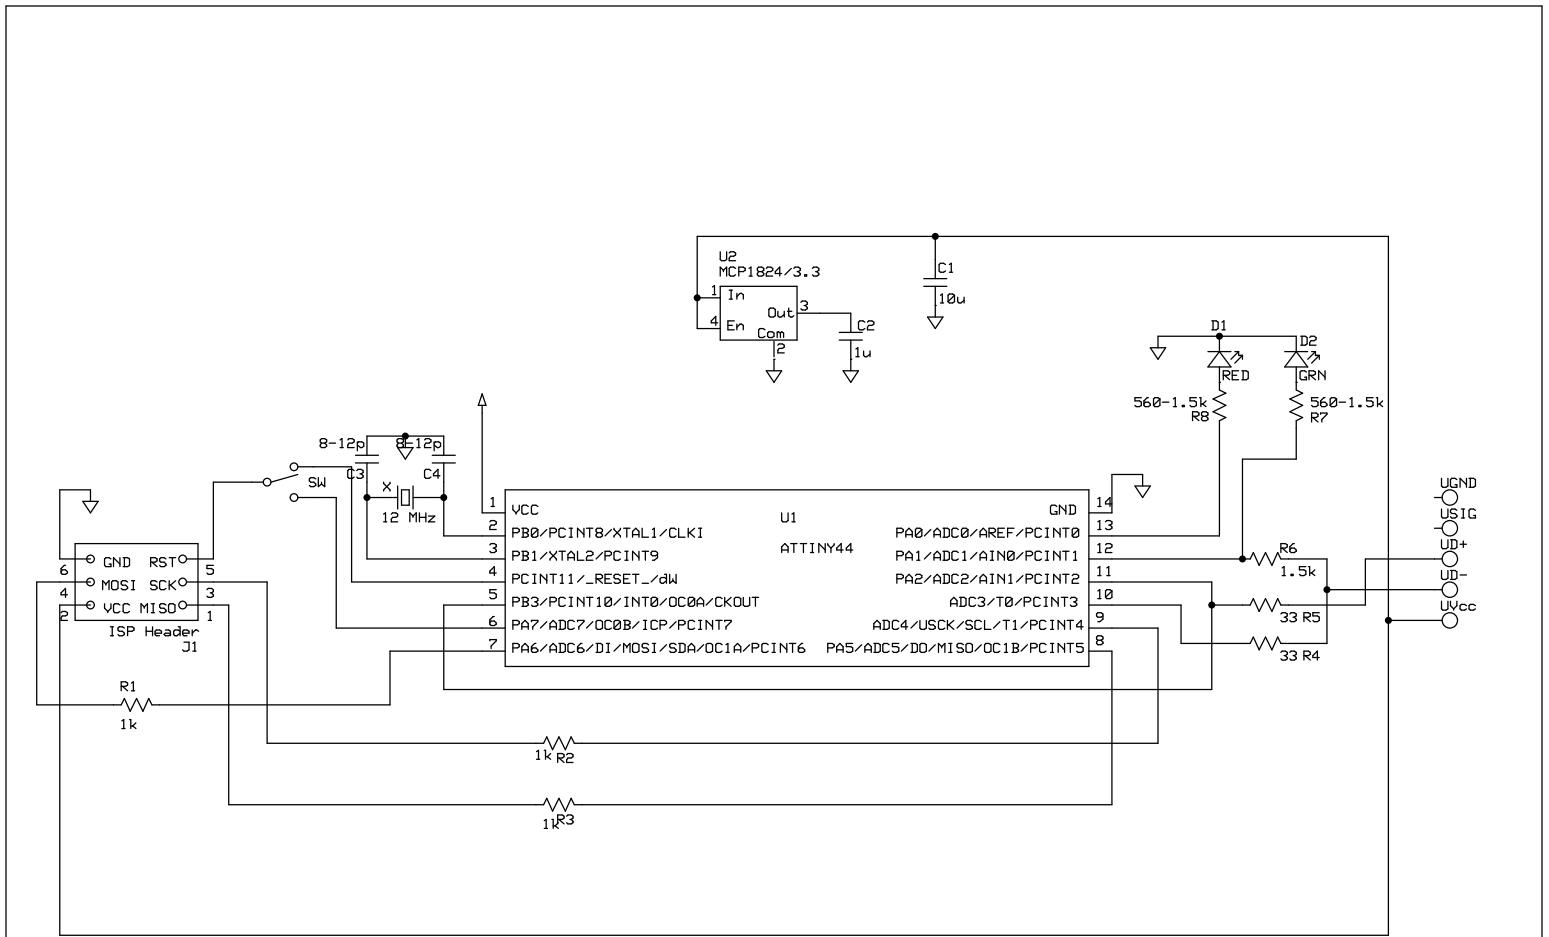 U2
MCP1824/3.3
1 In
4 En
Out 3
Com
2
C1
10u
C2
1u
D1
D2
RED
GRN
560-1.5k
R8
560-1.5k
R7
8-12p
8-12p
C3
C4
X
12 MHz
SW
U1
ATTINY44
1 VCC
2 PB0/PCINT8/XTAL1/CLKI
3 PB1/XTAL2/PCINT9
4 PCINT11/_RESET_/dW
5 PB3/PCINT10/INT0/OC0A/CKOUT
6 PA7/ADC7/OC0B/ICP/PCINT7
7 PA6/ADC6/DI/MOSI/SDA/OC1A/PCINT6
GND 14
PA0/ADC0/AREF/PCINT0 13
PA1/ADC1/AIN0/PCINT1 12
PA2/ADC2/AIN1/PCINT2 11
ADC3/T0/PCINT3 10
ADC4/USCK/SCL/T1/PCINT4 9
PA5/ADC5/DO/MISO/OC1B/PCINT5 8
GND RST
6 5
MOSI SCK
4 3
VCC MISO
2 1
ISP Header
J1
R1
1k
1k R2
1k R3
R6
1.5k
33 R5
33 R4
UGND
USIG
UD+
UD-
UVcc